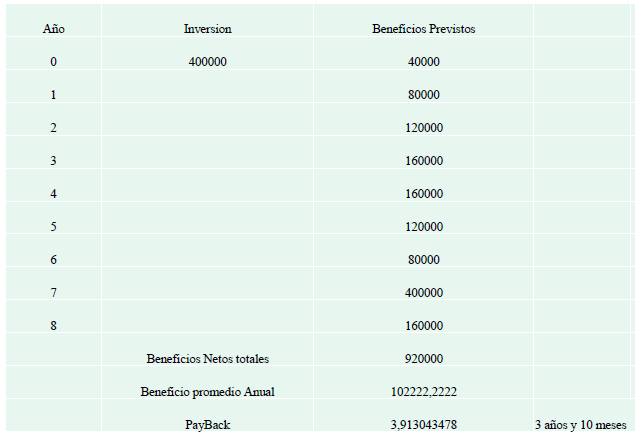 Año Inversion Beneficios Previstos
0 400000 40000
1 80000
2 120000
3 160000
4 160000
5 120000
6 80000
7 400000
8 160000
Beneficios Netos totales 920000
Beneficio promedio Anual 102222,2222
PayBack 3,913043478 3 años y 10 meses